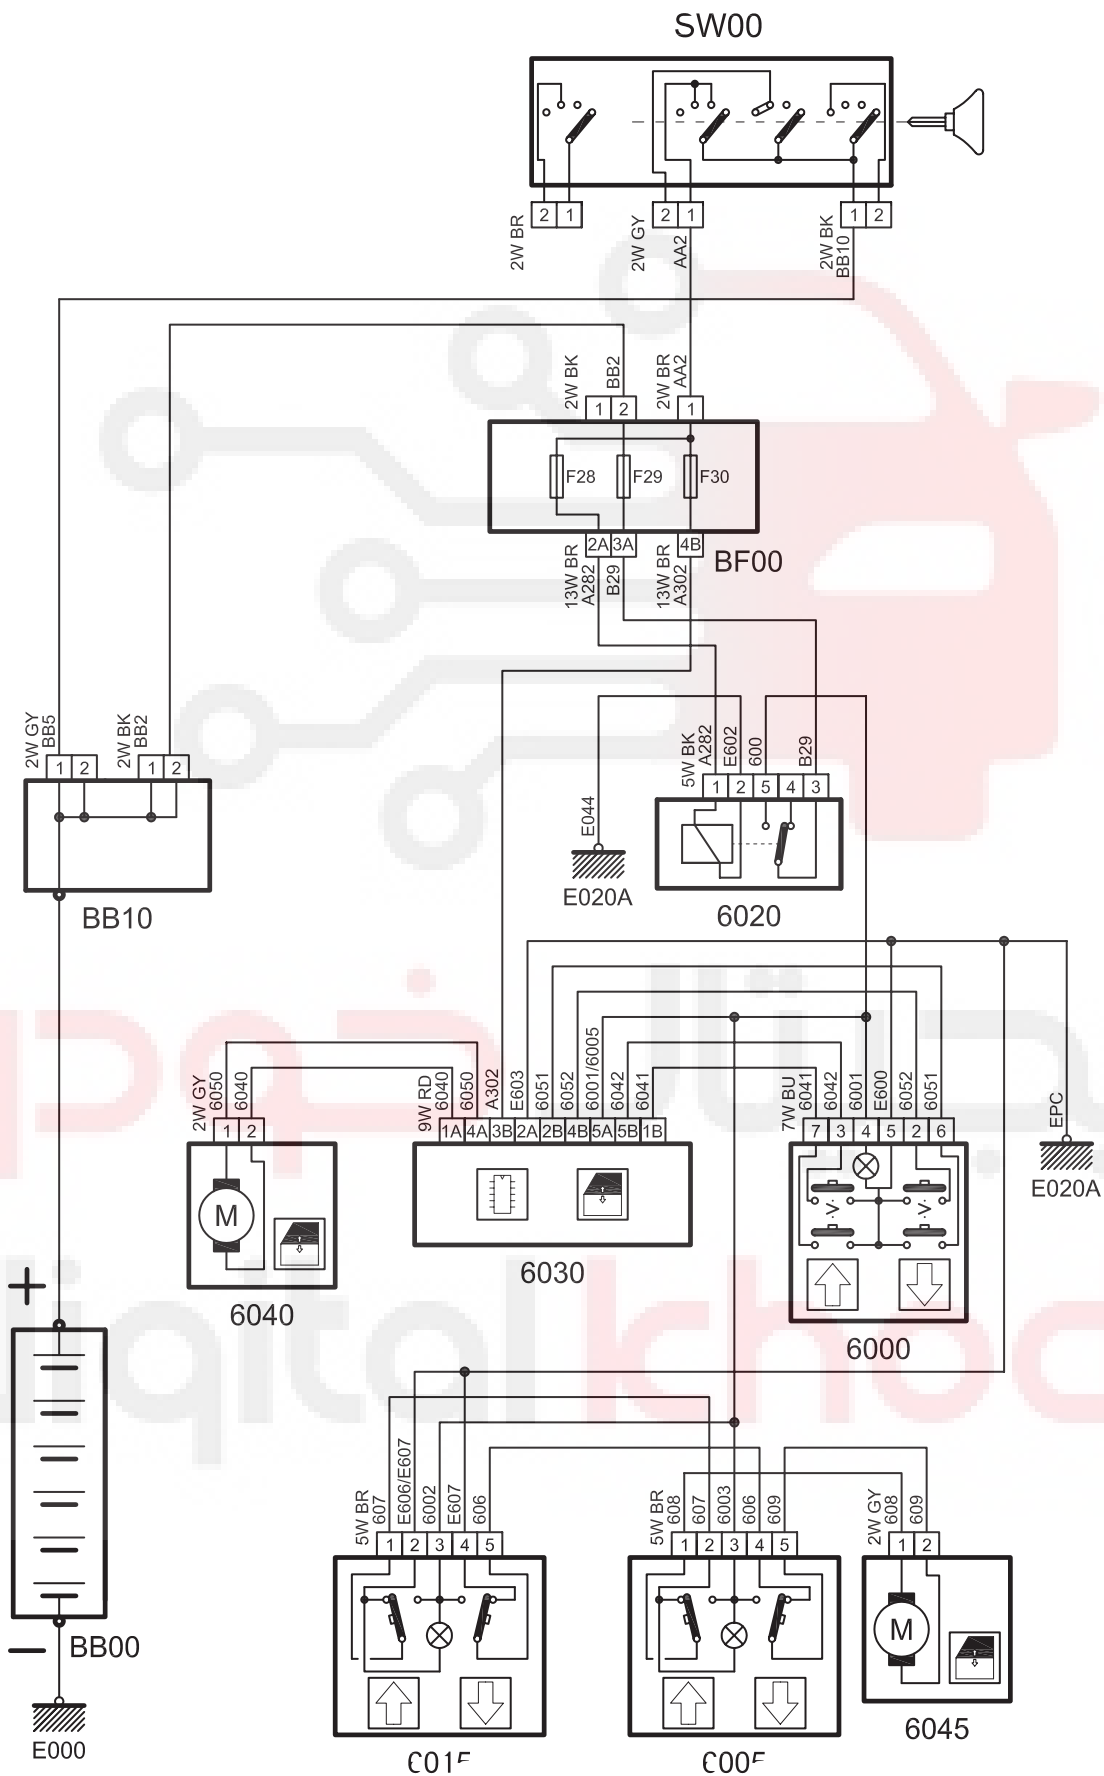 SW00
2 1
2 1
1 2
2W BR
2W GY
AA2
2W BK
BB10
2W BK
BB2
2W BR
AA2
1 2
1
F28
F29
F30
2A 3A
4B
BF00
13W BR
A282
B29
13W BR
A302
2W GY
BB5
2W BK
BB2
1 2
1 2
BB10
5W BK
A282
E602
600
B29
1 2 5 4 3
E044
E020A
6020
2W GY
6050
6040
1 2
M
6040
9W RD
6040
6050
A302
E603
6051
6052
6001/6005
6042
6041
1A 4A 3B 2A 2B 4B 5A 5B 1B
6030
7W BU
6041
6042
6001
E600
6052
6051
7 3 4 5 2 6
6000
EPC
E020A
digital khod
+
−
BB00
E000
5W BR
607
E606/E607
6002
E607
606
1 2 3 4 5
5W BR
608
607
6003
606
609
1 2 3 4 5
2W GY
608
609
1 2
M
6045